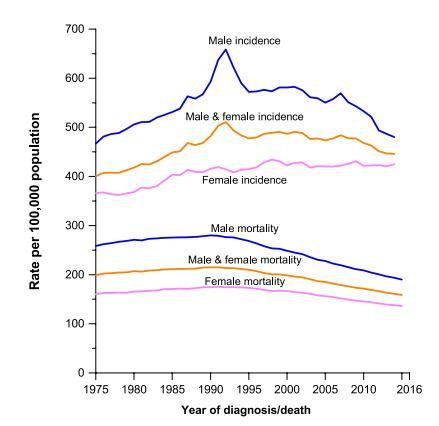 700
600
500
400
300
200
100
0
Rate per 100,000 population
Male incidence
Male & female incidence
Female incidence
Male mortality
Male & female mortality
Female mortality
1975 1980 1985 1990 1995 2000 2005 2010 2015 2016
Year of diagnosis/death